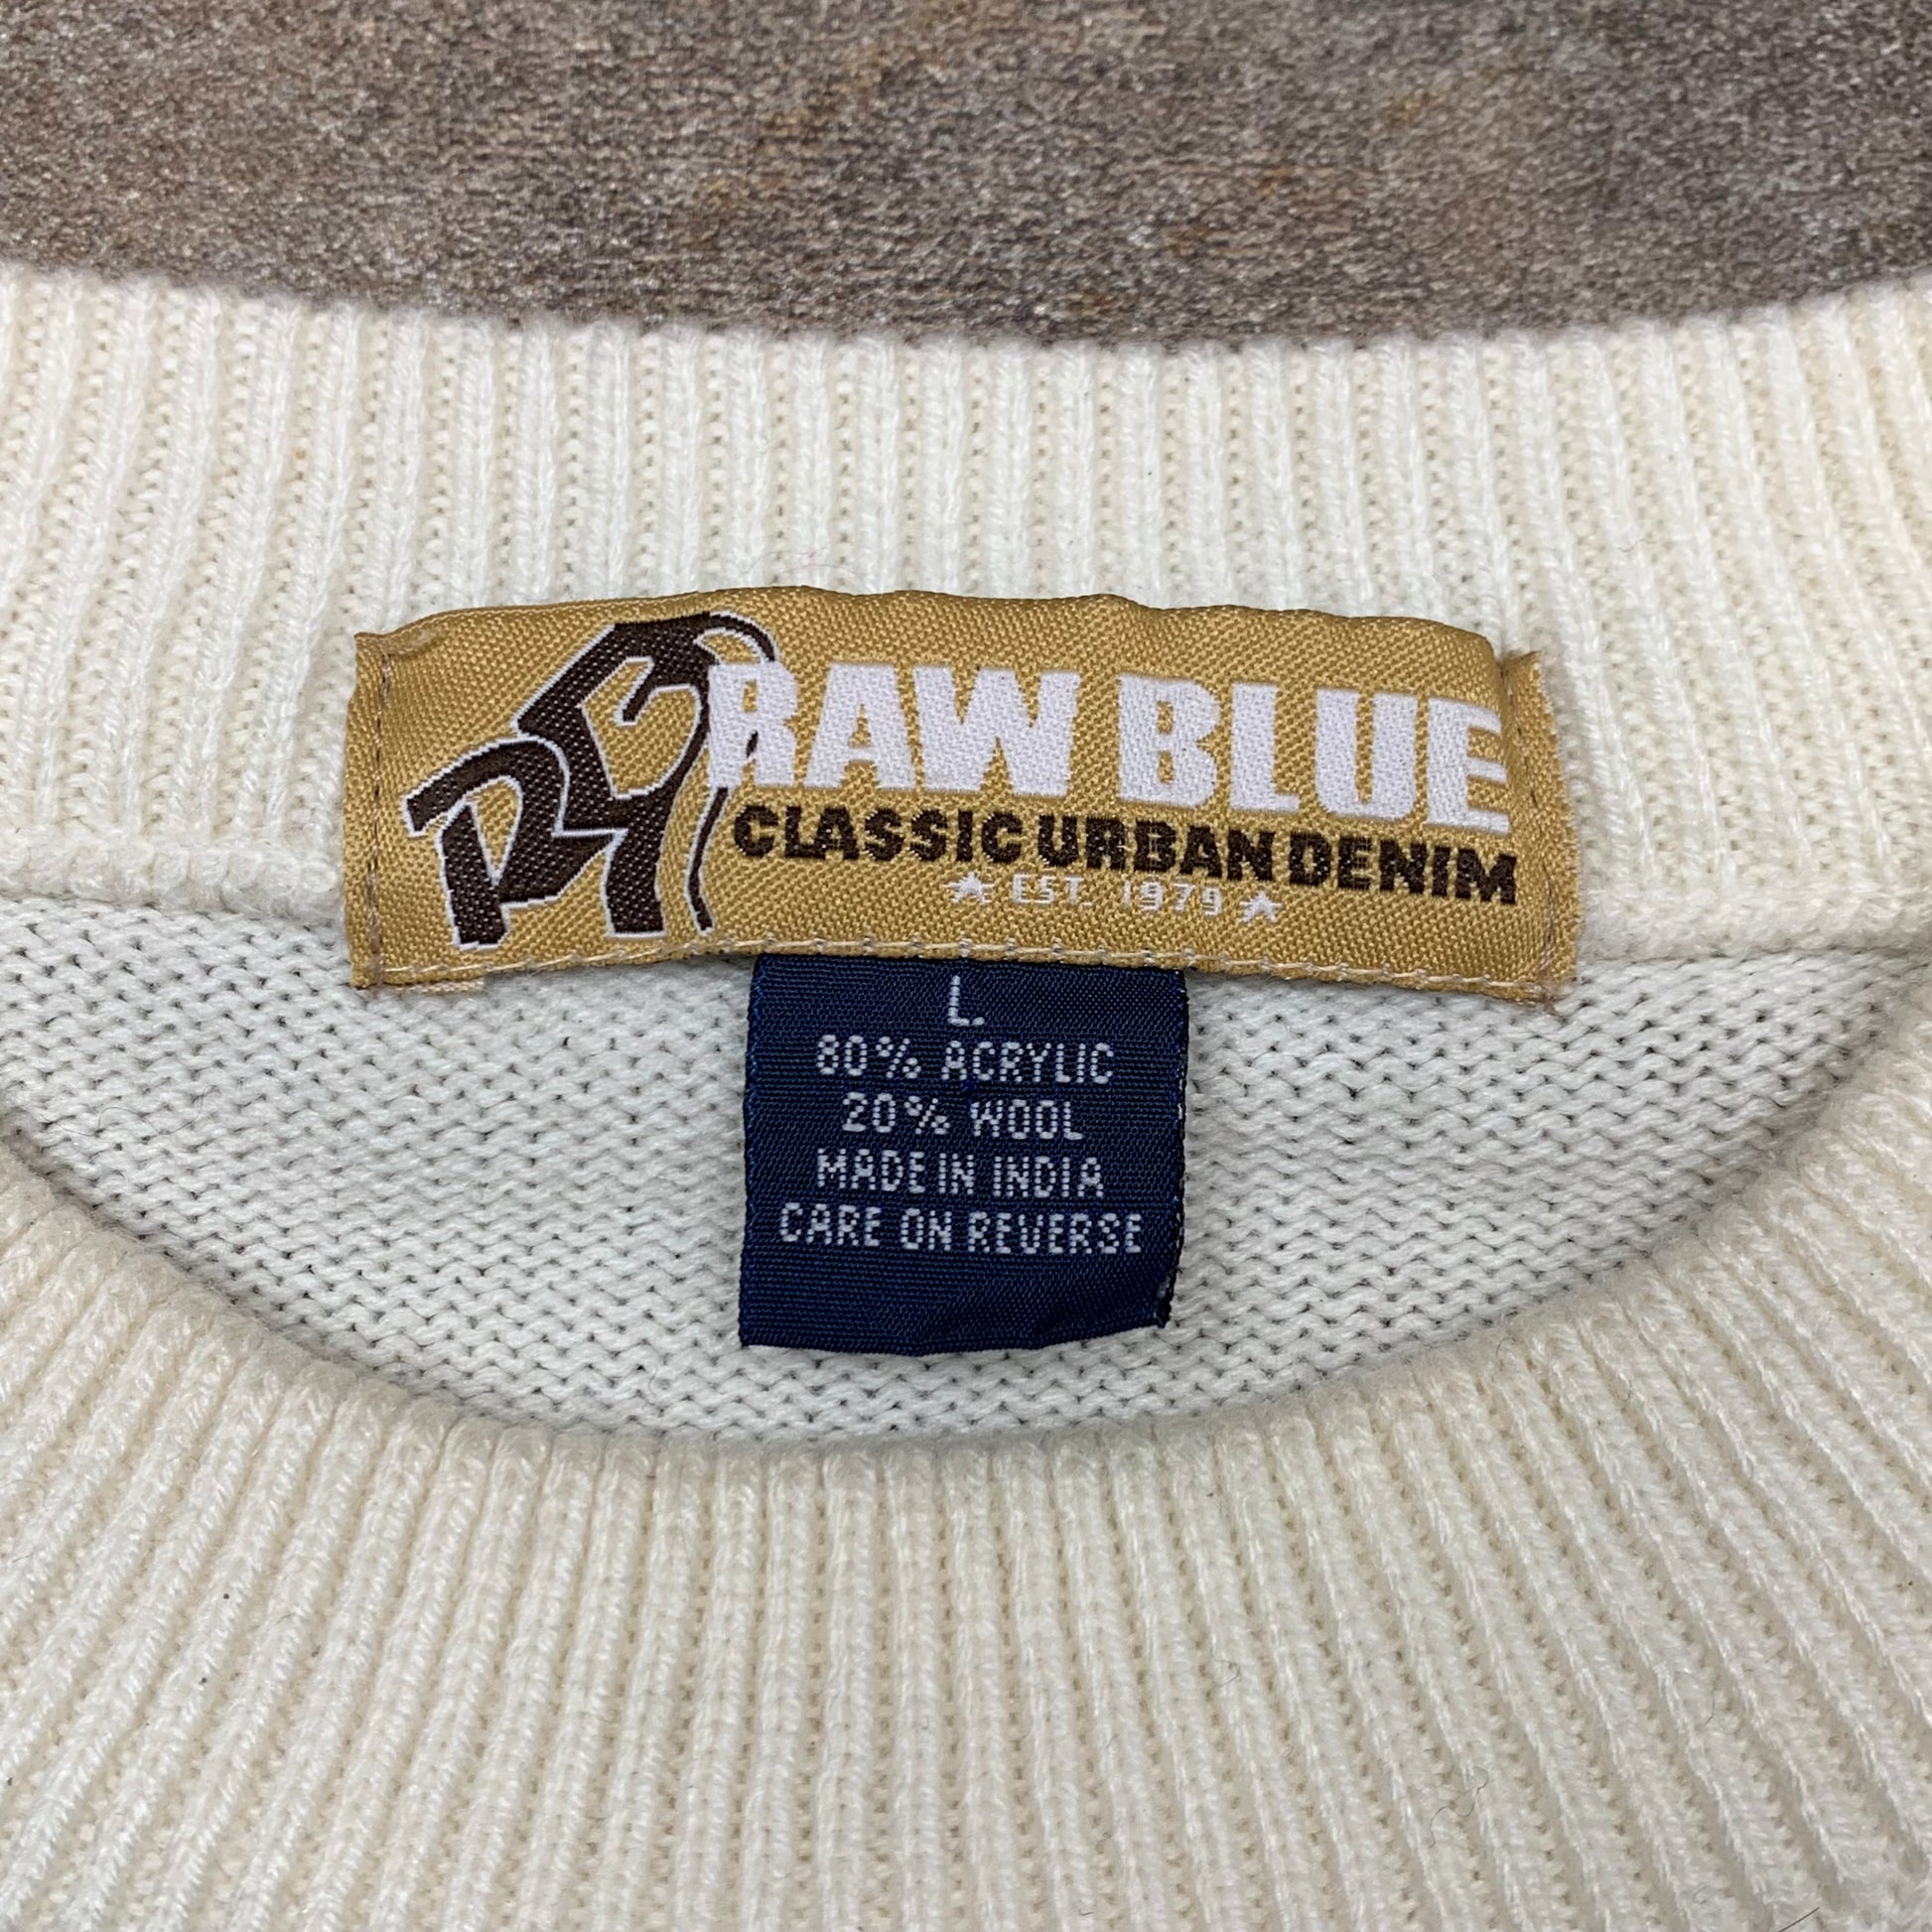 RAW BLUE
CLASSIC URBAN DENIM
EST. 1979
L.
80% ACRYLIC
20% WOOL
MADE IN INDIA
CARE ON REVERSE